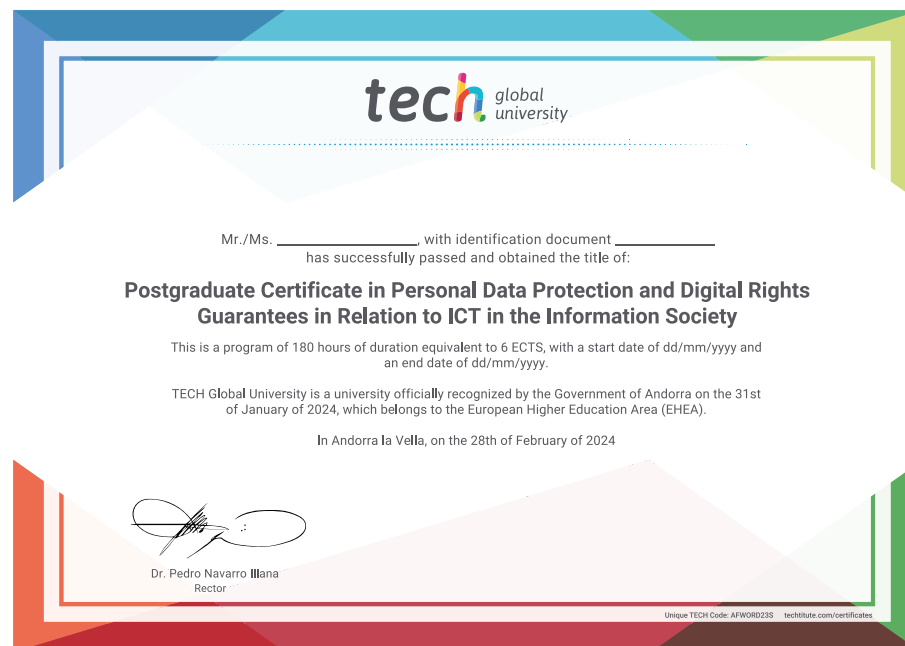 tech global
university
Mr./Ms. ____________, with identification document ____________
has successfully passed and obtained the title of:
Postgraduate Certificate in Personal Data Protection and Digital Rights
Guarantees in Relation to ICT in the Information Society
This is a program of 180 hours of duration equivalent to 6 ECTS, with a start date of dd/mm/yyyy and
an end date of dd/mm/yyyy.
TECH Global University is a university officially recognized by the Government of Andorra on the 31st
of January of 2024, which belongs to the European Higher Education Area (EHEA).
In Andorra la Vella, on the 28th of February of 2024
Dr. Pedro Navarro Illana
Rector
Unique TECH Code: AFWORD23S techtitute.com/certificates